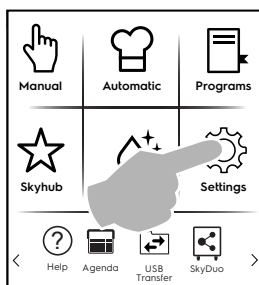 Manual Automatic Programs
Skyhub Settings
? Help Agenda USB Transfer SkyDuo